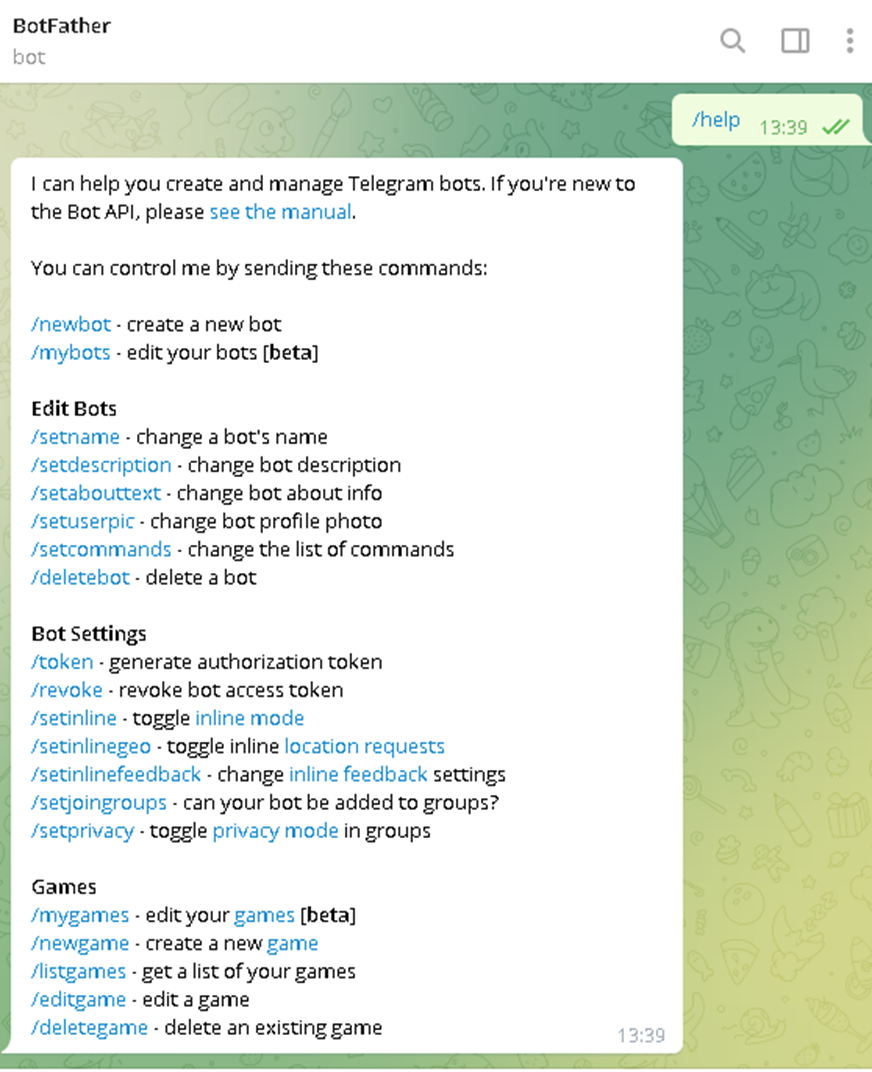 BotFather
bot
/help 13:39
I can help you create and manage Telegram bots. If you're new to
the Bot API, please see the manual.
You can control me by sending these commands:
/newbot - create a new bot
/mybots - edit your bots [beta]
Edit Bots
/setname - change a bot's name
/setdescription - change bot description
/setabouttext - change bot about info
/setuserpic - change bot profile photo
/setcommands - change the list of commands
/deletebot - delete a bot
Bot Settings
/token - generate authorization token
/revoke - revoke bot access token
/setinline - toggle inline mode
/setinlinegeo - toggle inline location requests
/setinlinefeedback - change inline feedback settings
/setjoingroups - can your bot be added to groups?
/setprivacy - toggle privacy mode in groups
Games
/mygames - edit your games [beta]
/newgame - create a new game
/listgames - get a list of your games
/editgame - edit a game
/deletegame - delete an existing game
13:39